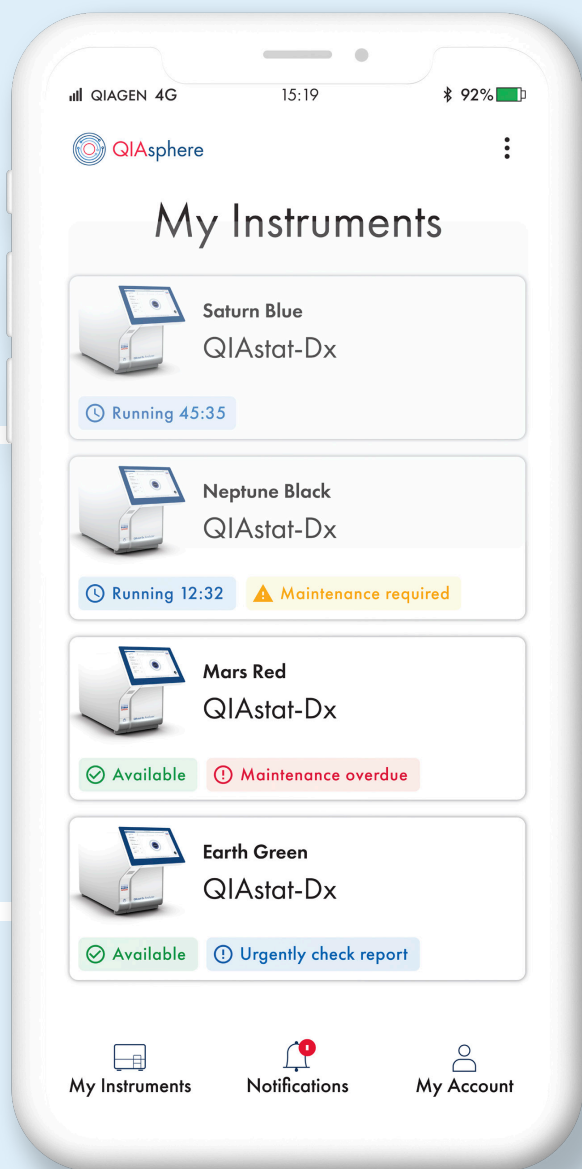 QIAGEN 4G
15:19
92%
QIAsphere
My Instruments
Saturn Blue
QIAstat-Dx
Running 45:35
Neptune Black
QIAstat-Dx
Running 12:32
Maintenance required
Mars Red
QIAstat-Dx
Available
Maintenance overdue
Earth Green
QIAstat-Dx
Available
Urgently check report
My Instruments
Notifications
My Account